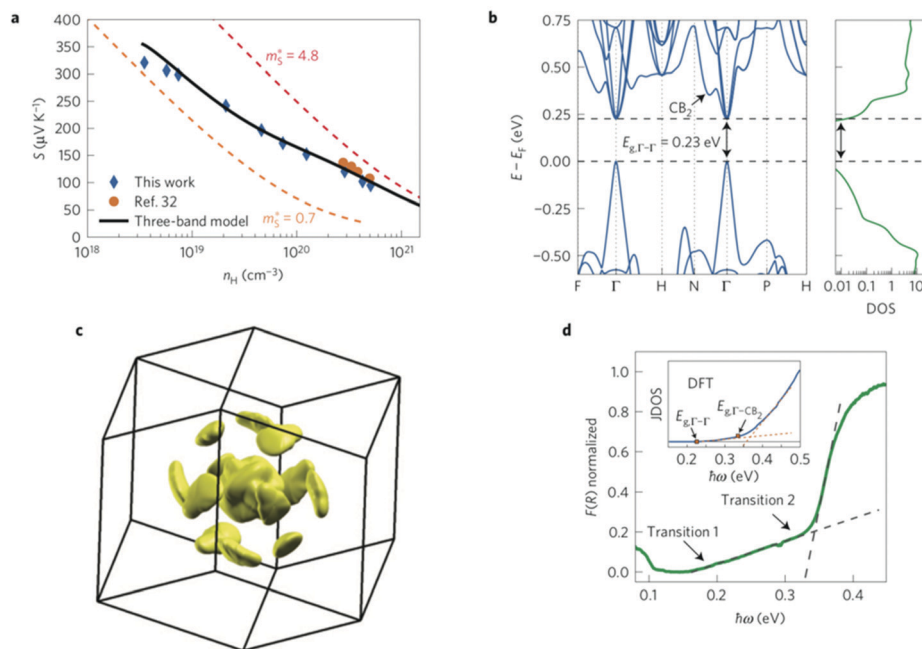 a
400
350
300
250
200
150
100
50
0
S (μV K⁻¹)
m*S = 4.8
m*S = 0.7
This work
Ref. 32
Three-band model
10¹⁸
10¹⁹
10²⁰
10²¹
nH (cm⁻³)
b
0.75
0.50
0.25
0.00
−0.25
−0.50
E − EF (eV)
CB₂
Eg,Γ–Γ = 0.23 eV
F Γ H N Γ P H
0.01 0.1 1 10
DOS
c
d
1.0
0.8
0.6
0.4
0.2
0.0
F(R) normalized
JDOS
DFT
Eg,Γ–Γ
Eg,Γ–CB₂
0.2 0.3 0.4 0.5
ħω (eV)
Transition 1
Transition 2
0.1 0.2 0.3 0.4
ħω (eV)